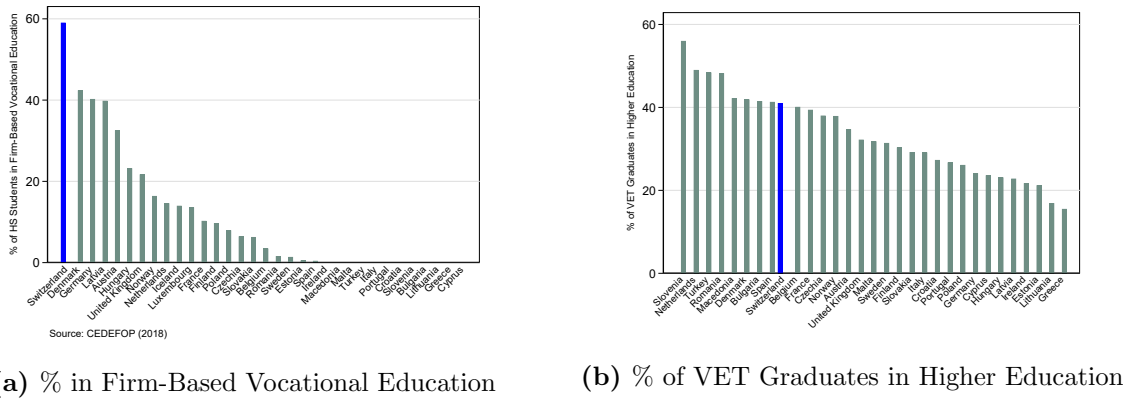 % of HS Students in Firm-Based Vocational Education
60
40
20
0
Switzerland
Denmark
Germany
Latvia
Austria
Hungary
United Kingdom
Norway
Netherlands
Iceland
Luxembourg
France
Finland
Poland
Czechia
Slovakia
Belgium
Romania
Sweden
Estonia
Spain
Ireland
Macedonia
Malta
Turkey
Italy
Portugal
Croatia
Slovenia
Bulgaria
Lithuania
Greece
Cyprus
Source: CEDEFOP (2018)
a) % in Firm-Based Vocational Education
% of VET Graduates in Higher Education
60
40
20
0
Slovenia
Netherlands
Turkey
Romania
Macedonia
Denmark
Bulgaria
Spain
Switzerland
Belgium
France
Czechia
Norway
Austria
United Kingdom
Malta
Sweden
Finland
Slovakia
Italy
Croatia
Portugal
Poland
Germany
Cyprus
Hungary
Latvia
Ireland
Estonia
Lithuania
Greece
(b) % of VET Graduates in Higher Education